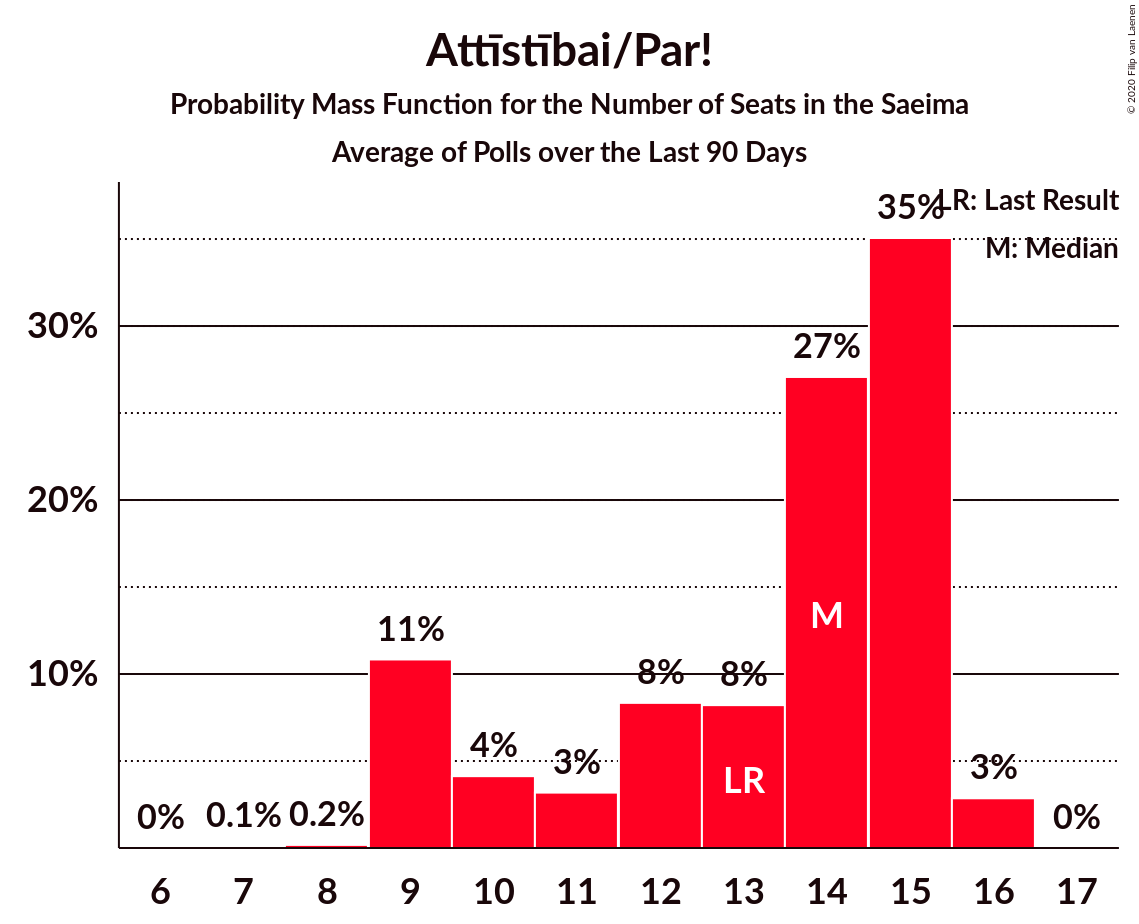 Attīstībai/Par!
Probability Mass Function for the Number of Seats in the Saeima
Average of Polls over the Last 90 Days
© 2020 Filip van Laenen
LR: Last Result
M: Median
30%
20%
10%
0% 0.1% 0.2% 11% 4% 3% 8% 8% 27% 35% 3% 0%
LR M
6 7 8 9 10 11 12 13 14 15 16 17